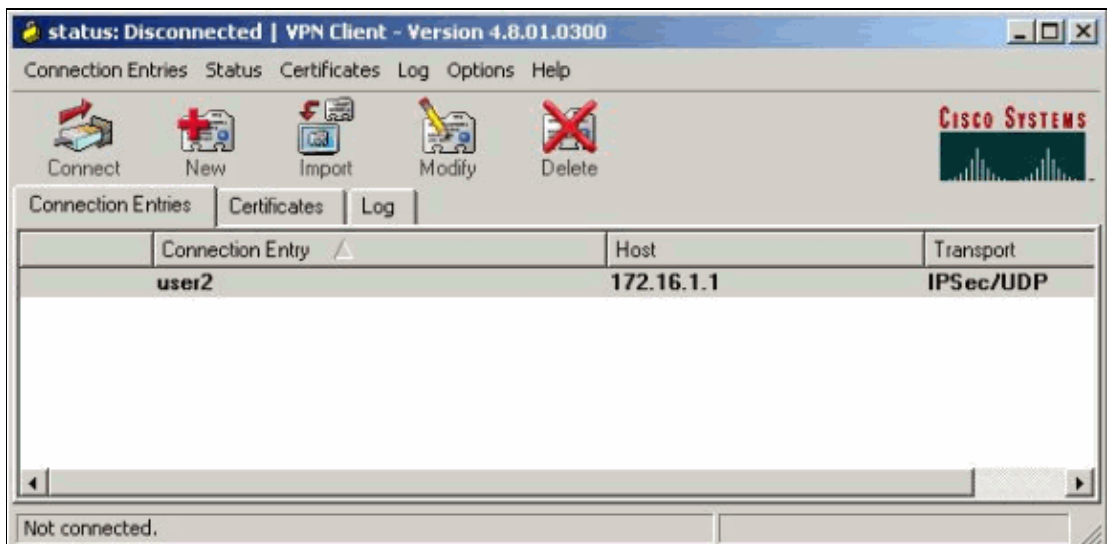 status: Disconnected | VPN Client - Version 4.8.01.0300
Connection Entries Status Certificates Log Options Help
Connect New Import Modify Delete
CISCO SYSTEMS
Connection Entries Certificates Log
Connection Entry Host Transport
user2 172.16.1.1 IPSec/UDP
Not connected.